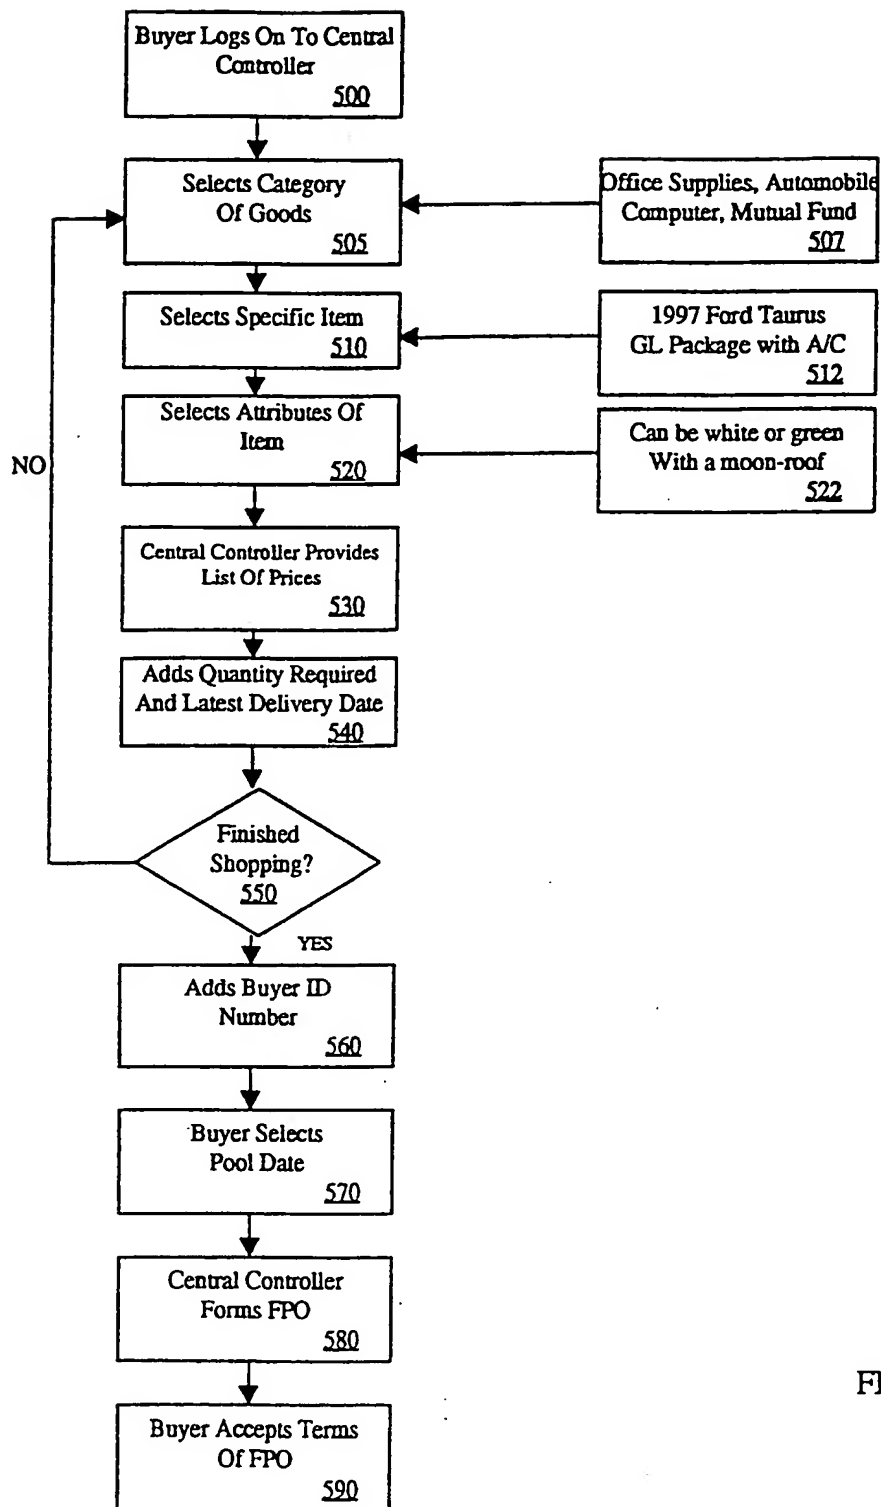 Buyer Logs On To Central
Controller
500
Selects Category
Of Goods
505
Office Supplies, Automobile
Computer, Mutual Fund
507
Selects Specific Item
510
1997 Ford Taurus
GL Package with A/C
512
Selects Attributes Of
Item
520
Can be white or green
With a moon-roof
522
NO
Central Controller Provides
List Of Prices
530
Adds Quantity Required
And Latest Delivery Date
540
Finished
Shopping?
550
YES
Adds Buyer ID
Number
560
Buyer Selects
Pool Date
570
Central Controller
Forms FPO
580
Buyer Accepts Terms
Of FPO
590